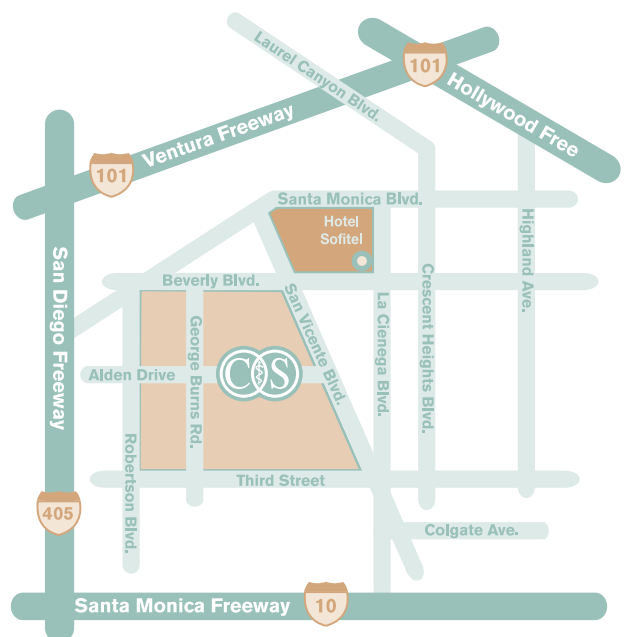 Laurel Canyon Blvd.
101
Hollywood Free
Ventura Freeway
101
Santa Monica Blvd.
Hotel
Sofitel
Highland Ave.
San Diego Freeway
Beverly Blvd.
San Vicente Blvd.
La Cienega Blvd.
Crescent Heights Blvd.
George Burns Rd.
Alden Drive
CS
Robertson Blvd.
Third Street
405
Colgate Ave.
Santa Monica Freeway
10